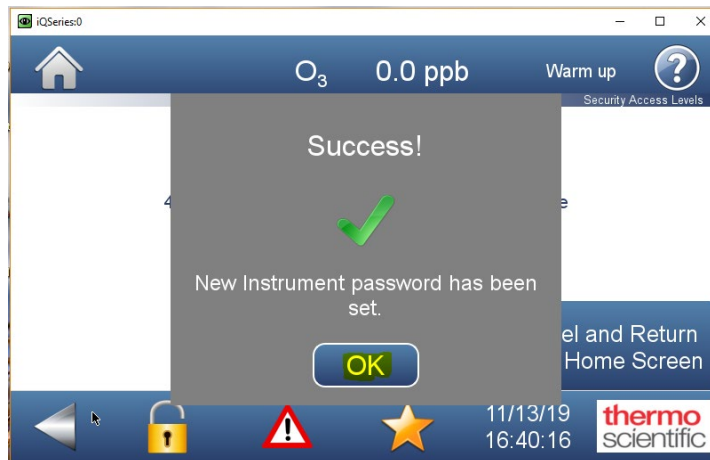 iQSeries:0
O₃ 0.0 ppb Warm up ?
Security Access Levels
Success!
4 e
New Instrument password has been
set.
OK
el and Return
Home Screen
11/13/19
16:40:16
thermo
scientific